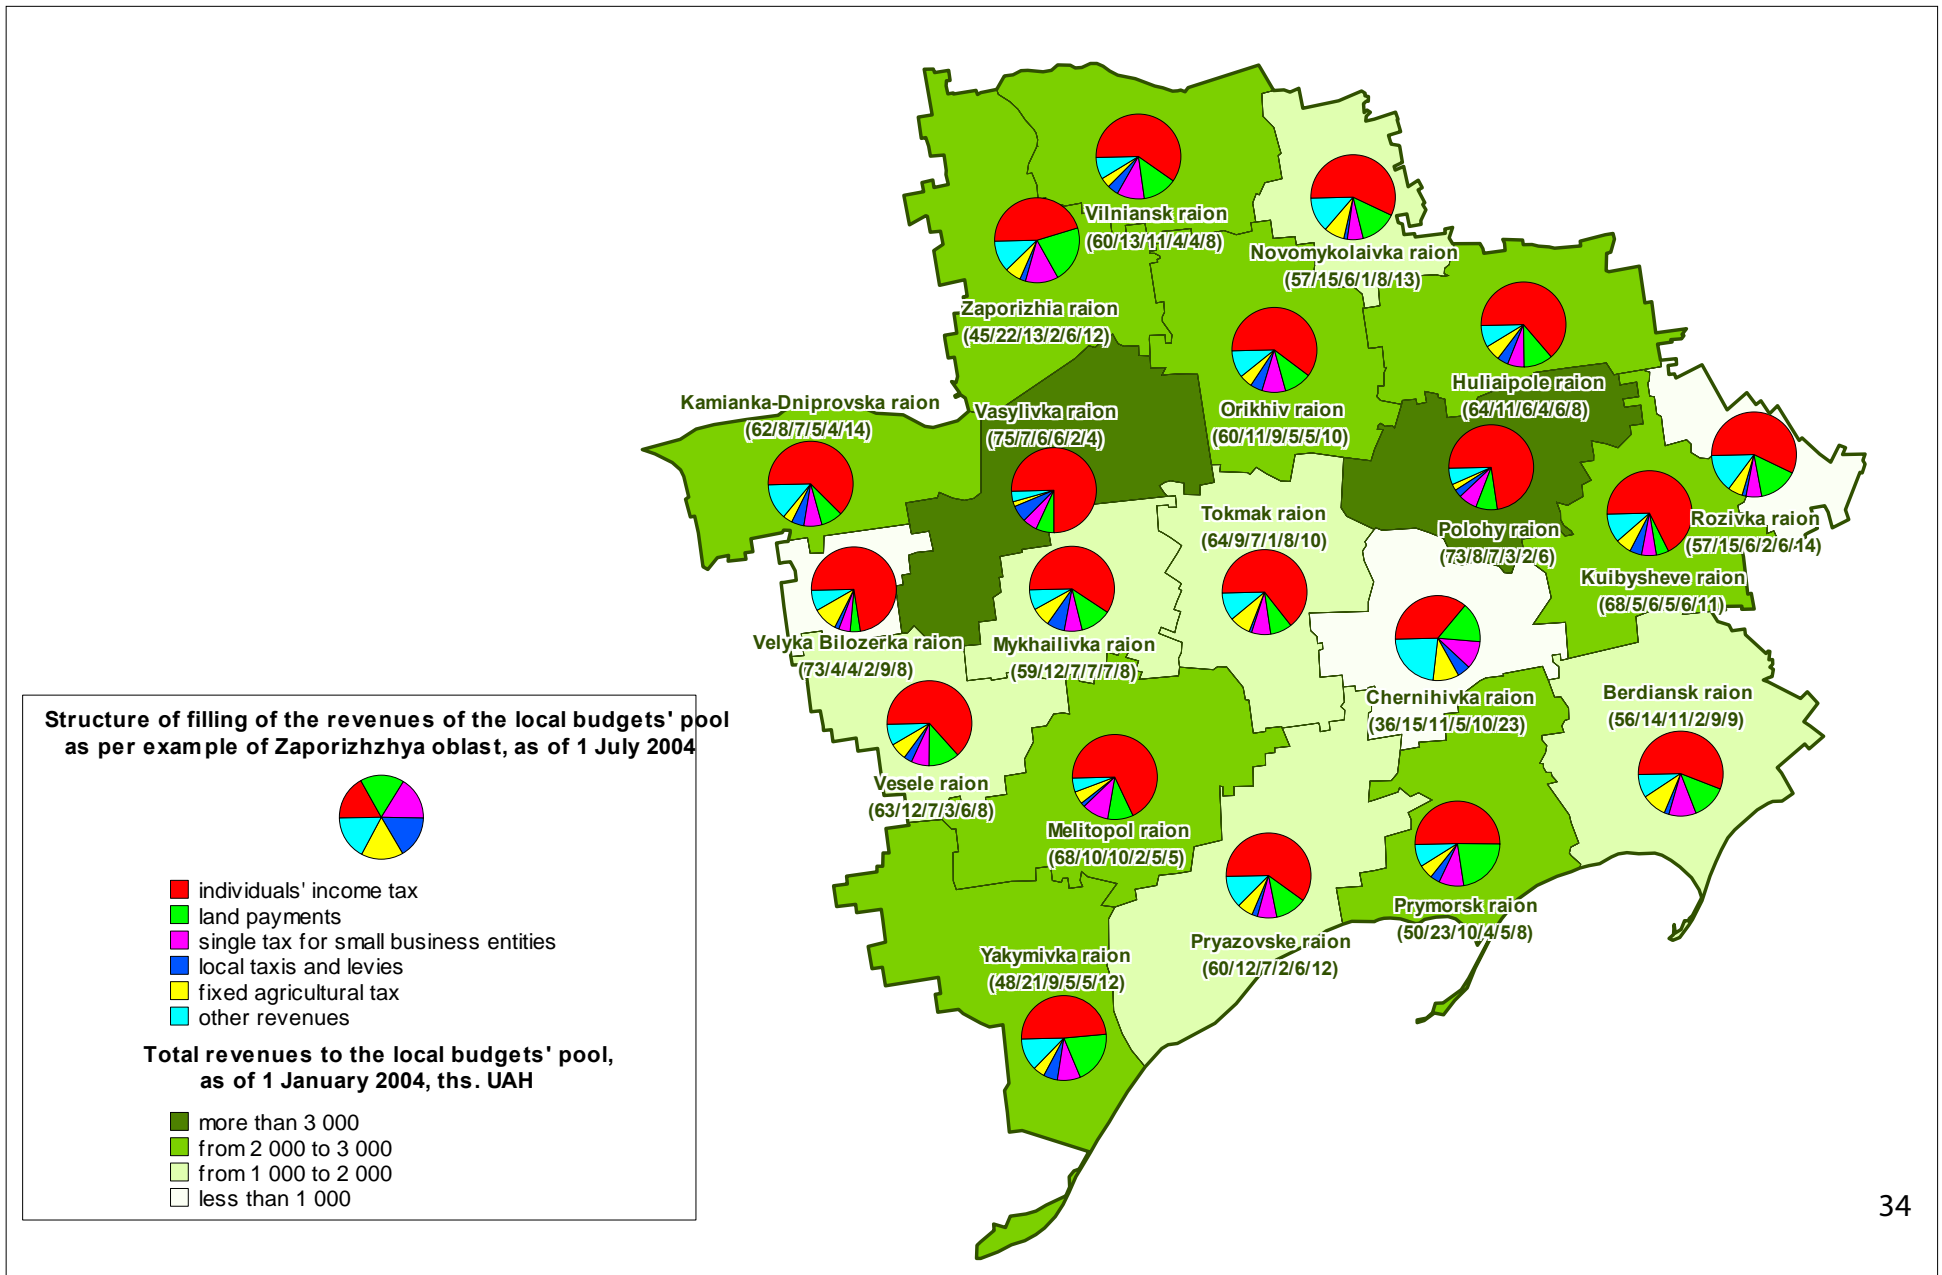 Vilniansk raion
(60/13/11/4/4/8)
Novomykolaivka raion
(57/15/6/1/8/13)
Zaporizhia raion
(45/22/13/2/6/12)
Huliaipole raion
(64/11/6/4/6/8)
Kamianka-Dniprovska raion
(62/8/7/5/4/14)
Vasylivka raion
(75/7/6/6/2/4)
Orikhiv raion
(60/11/9/5/5/10)
Tokmak raion
(64/9/7/1/8/10)
Polohy raion
(73/8/7/3/2/6)
Rozivka raion
(57/15/6/2/6/14)
Kuibysheve raion
(68/5/6/5/6/11)
Velyka Bilozerka raion
(73/4/4/2/9/8)
Mykhailivka raion
(59/12/7/7/7/8)
Chernihivka raion
(36/15/11/5/10/23)
Berdiansk raion
(56/14/11/2/9/9)
Vesele raion
(63/12/7/3/6/8)
Melitopol raion
(68/10/10/2/5/5)
Prymorsk raion
(50/23/10/4/5/8)
Pryazovske raion
(60/12/7/2/6/12)
Yakymivka raion
(48/21/9/5/5/12)
Structure of filling of the revenues of the local budgets' pool
as per example of Zaporizhzhya oblast, as of 1 July 2004
individuals' income tax
land payments
single tax for small business entities
local taxis and levies
fixed agricultural tax
other revenues
Total revenues to the local budgets' pool,
as of 1 January 2004, ths. UAH
more than 3 000
from 2 000 to 3 000
from 1 000 to 2 000
less than 1 000
34